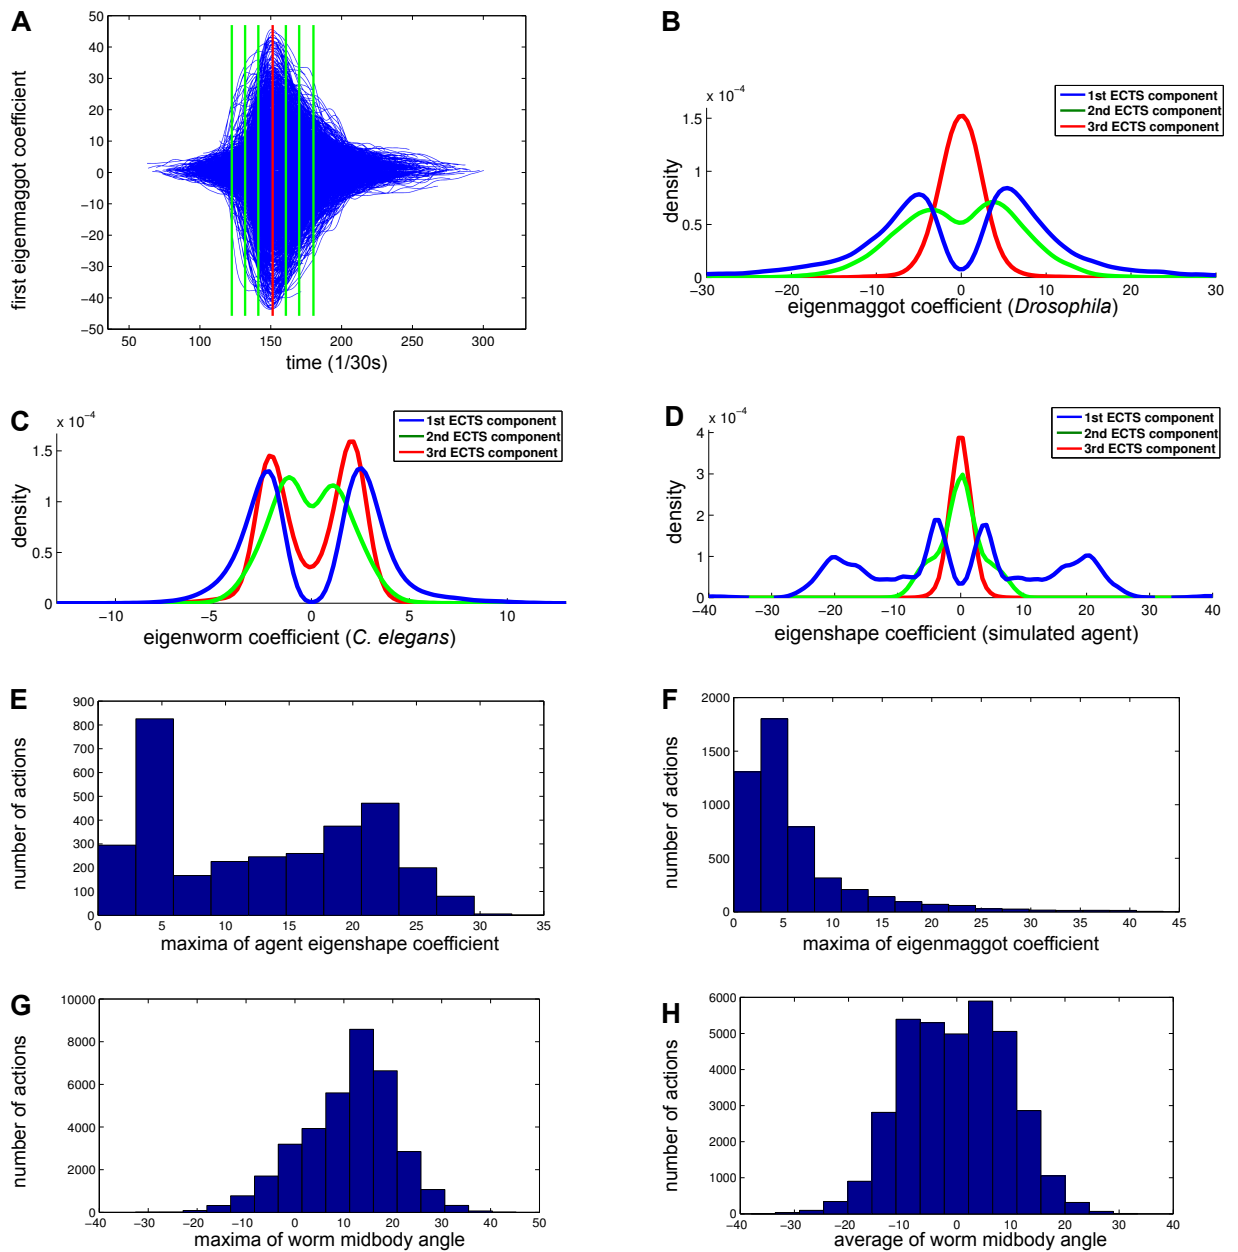 A
first eigenmaggot coefficient
50
40
30
20
10
0
−10
−20
−30
−40
−50
50 100 150 200 250 300
time (1/30s)
B
x 10⁻⁴
1st ECTS component
2nd ECTS component
3rd ECTS component
density
1.5
1
0.5
0
−30 −20 −10 0 10 20 30
eigenmaggot coefficient (Drosophila)
C
x 10⁻⁴
1st ECTS component
2nd ECTS component
3rd ECTS component
density
1.5
1
0.5
0
−10 −5 0 5 10
eigenworm coefficient (C. elegans)
D
x 10⁻⁴
1st ECTS component
2nd ECTS component
3rd ECTS component
density
4
3
2
1
0
−40 −30 −20 −10 0 10 20 30 40
eigenshape coefficient (simulated agent)
E
number of actions
900
800
700
600
500
400
300
200
100
0
0 5 10 15 20 25 30 35
maxima of agent eigenshape coefficient
F
number of actions
2000
1500
1000
500
0
0 5 10 15 20 25 30 35 40 45
maxima of eigenmaggot coefficient
G
number of actions
10000
8000
6000
4000
2000
0
−40 −30 −20 −10 0 10 20 30 40 50
maxima of worm midbody angle
H
number of actions
6000
5000
4000
3000
2000
1000
0
−40 −30 −20 −10 0 10 20 30 40
average of worm midbody angle